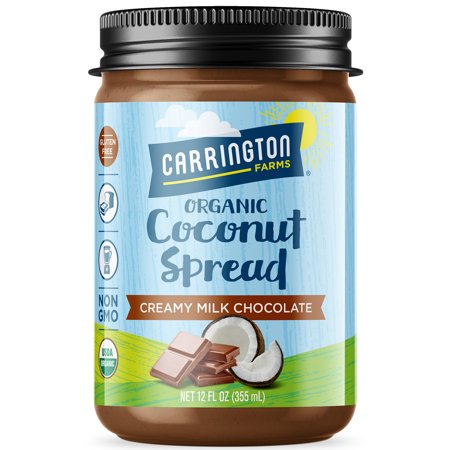 CARRINGTON
FARMS®
ORGANIC
Coconut
Spread
CREAMY MILK CHOCOLATE
NET 12 FL OZ (355 mL)
GLUTEN
FREE
NON
GMO
USDA
ORGANIC